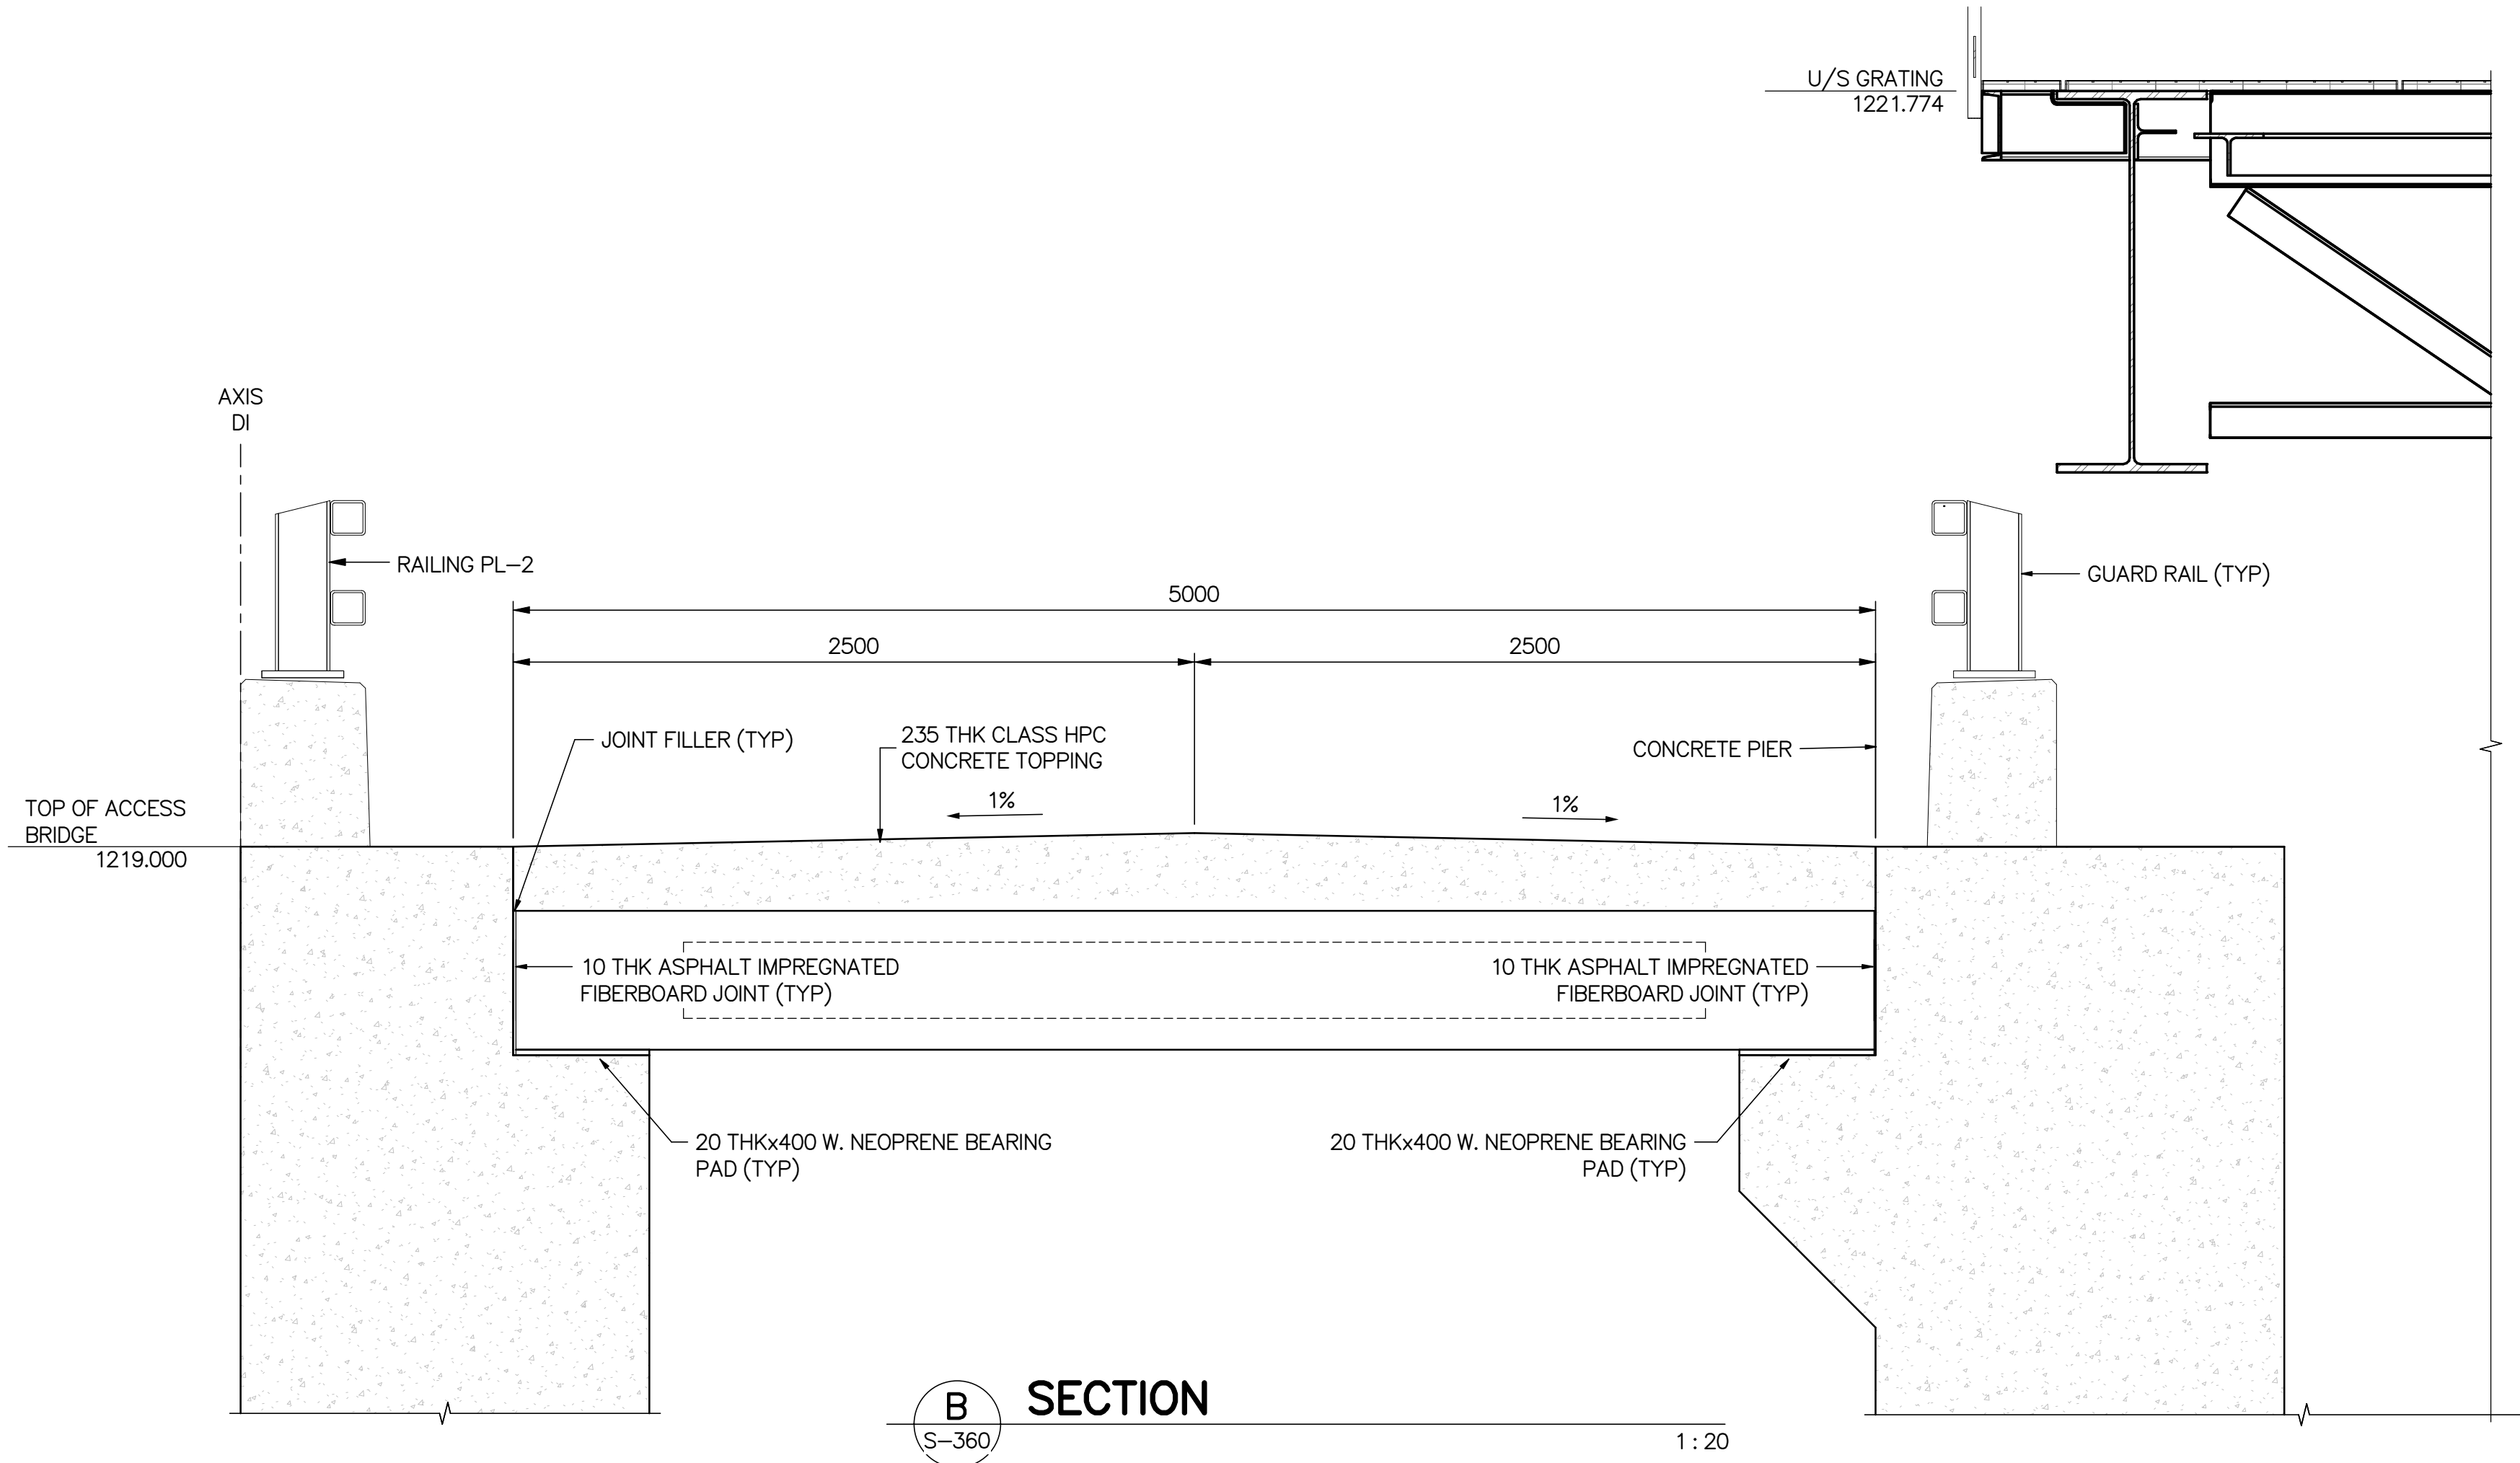 U/S GRATING
1221.774
AXIS
DI
RAILING PL-2
GUARD RAIL (TYP)
5000
2500
2500
JOINT FILLER (TYP)
235 THK CLASS HPC
CONCRETE TOPPING
CONCRETE PIER
1%
1%
TOP OF ACCESS
BRIDGE
1219.000
10 THK ASPHALT IMPREGNATED
FIBERBOARD JOINT (TYP)
10 THK ASPHALT IMPREGNATED
FIBERBOARD JOINT (TYP)
20 THKx400 W. NEOPRENE BEARING
PAD (TYP)
20 THKx400 W. NEOPRENE BEARING
PAD (TYP)
B
SECTION
S-360
1 : 20